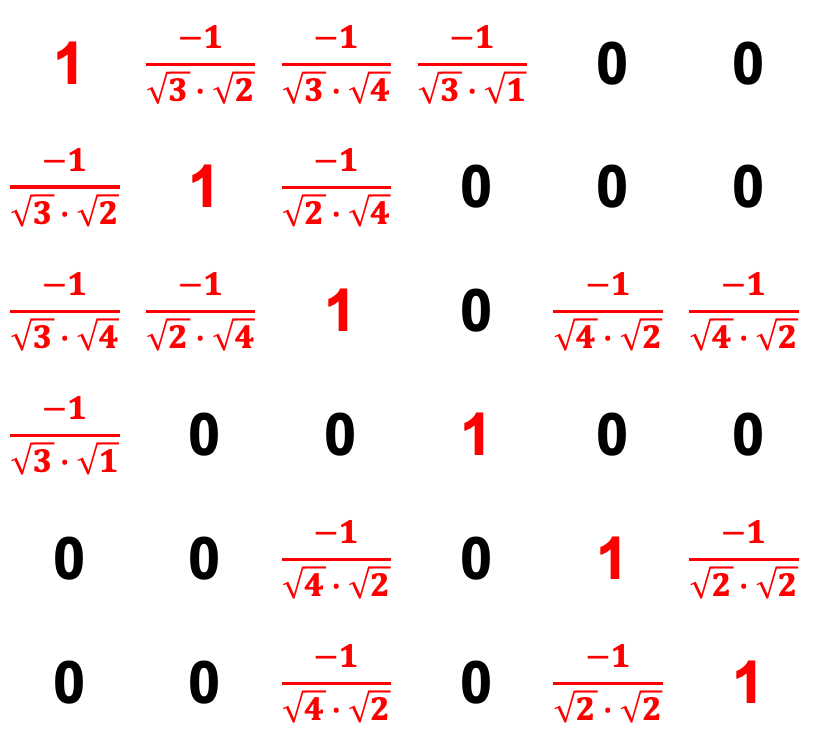 1 −1/(√3 · √2) −1/(√3 · √4) −1/(√3 · √1) 0 0
−1/(√3 · √2) 1 −1/(√2 · √4) 0 0 0
−1/(√3 · √4) −1/(√2 · √4) 1 0 −1/(√4 · √2) −1/(√4 · √2)
−1/(√3 · √1) 0 0 1 0 0
0 0 −1/(√4 · √2) 0 1 −1/(√2 · √2)
0 0 −1/(√4 · √2) 0 −1/(√2 · √2) 1